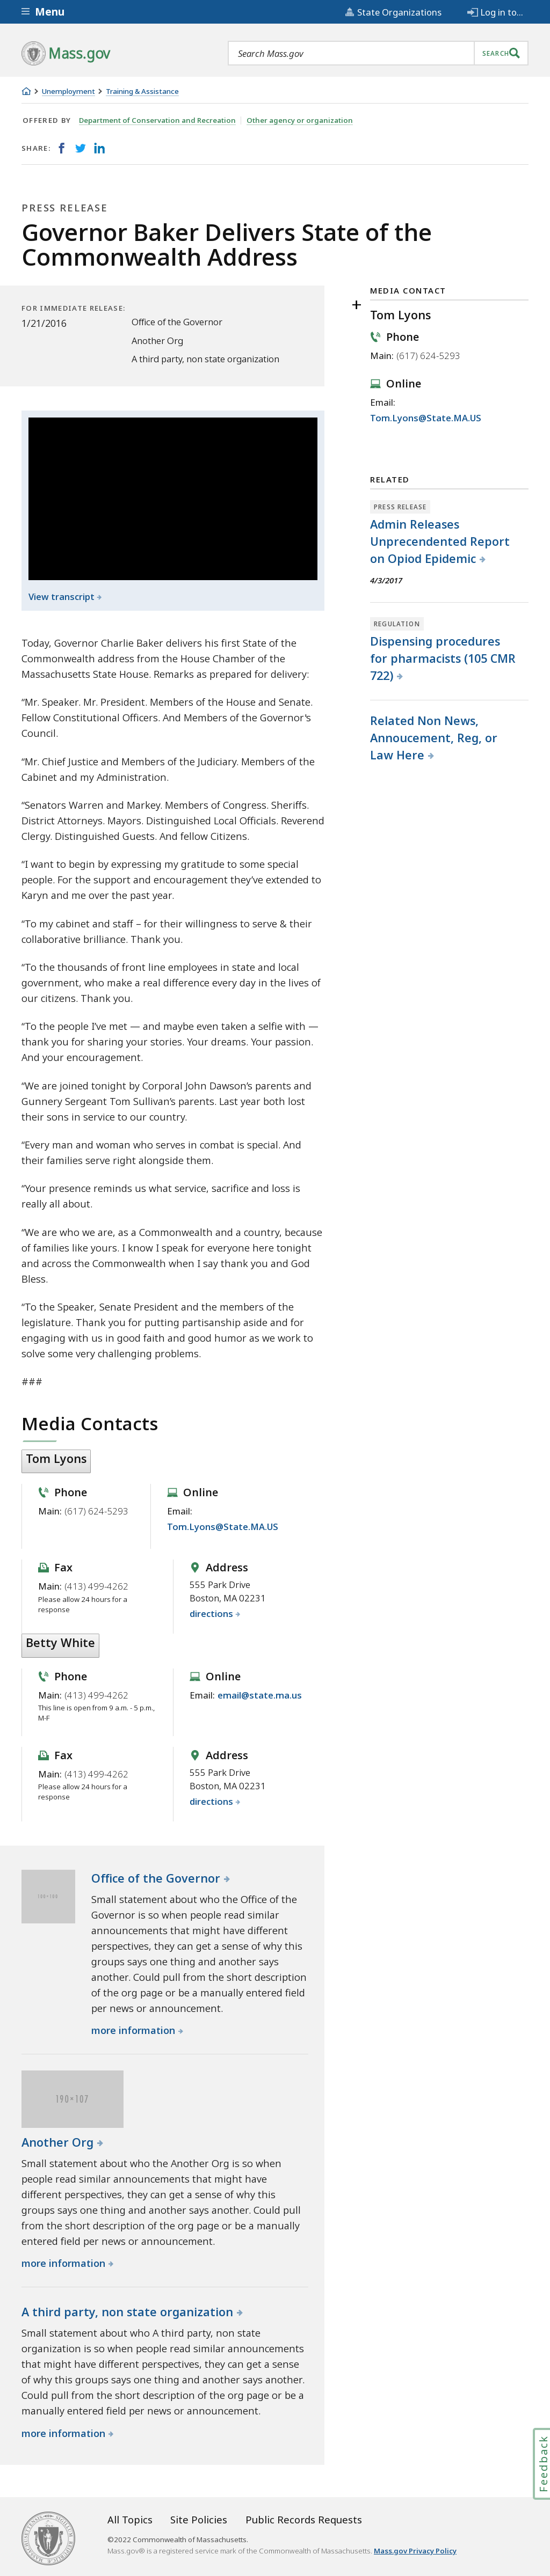 Menu
State Organizations
Log in to...
Mass.gov
Search Mass.gov
SEARCH
Unemployment
Training & Assistance
OFFERED BY Department of Conservation and Recreation Other agency or organization
SHARE:
PRESS RELEASE
Governor Baker Delivers State of the
Commonwealth Address
FOR IMMEDIATE RELEASE:
1/21/2016
Office of the Governor
Another Org
A third party, non state organization
View transcript
Today, Governor Charlie Baker delivers his first State of the
Commonwealth address from the House Chamber of the
Massachusetts State House. Remarks as prepared for delivery:
“Mr. Speaker. Mr. President. Members of the House and Senate.
Fellow Constitutional Officers. And Members of the Governor's
Council.
“Mr. Chief Justice and Members of the Judiciary. Members of the
Cabinet and my Administration.
“Senators Warren and Markey. Members of Congress. Sheriffs.
District Attorneys. Mayors. Distinguished Local Officials. Reverend
Clergy. Distinguished Guests. And fellow Citizens.
“I want to begin by expressing my gratitude to some special
people. For the support and encouragement they’ve extended to
Karyn and me over the past year.
“To my cabinet and staff – for their willingness to serve & their
collaborative brilliance. Thank you.
“To the thousands of front line employees in state and local
government, who make a real difference every day in the lives of
our citizens. Thank you.
“To the people I’ve met — and maybe even taken a selfie with —
thank you for sharing your stories. Your dreams. Your passion.
And your encouragement.
“We are joined tonight by Corporal John Dawson’s parents and
Gunnery Sergeant Tom Sullivan’s parents. Last year both lost
their sons in service to our country.
“Every man and woman who serves in combat is special. And
their families serve right alongside them.
“Your presence reminds us what service, sacrifice and loss is
really all about.
“We are who we are, as a Commonwealth and a country, because
of families like yours. I know I speak for everyone here tonight
and across the Commonwealth when I say thank you and God
Bless.
“To the Speaker, Senate President and the members of the
legislature. Thank you for putting partisanship aside and for
engaging with us in good faith and good humor as we work to
solve some very challenging problems.
###
Media Contacts
Tom Lyons
Phone
Main: (617) 624-5293
Online
Email:
Tom.Lyons@State.MA.US
Fax
Main: (413) 499-4262
Please allow 24 hours for a
response
Address
555 Park Drive
Boston, MA 02231
directions
Betty White
Phone
Main: (413) 499-4262
This line is open from 9 a.m. - 5 p.m.,
M-F
Online
Email: email@state.ma.us
Fax
Main: (413) 499-4262
Please allow 24 hours for a
response
Address
555 Park Drive
Boston, MA 02231
directions
Office of the Governor
Small statement about who the Office of the
Governor is so when people read similar
announcements that might have different
perspectives, they can get a sense of why this
groups says one thing and another says
another. Could pull from the short description
of the org page or be a manually entered field
per news or announcement.
more information
190×107
Another Org
Small statement about who the Another Org is so when
people read similar announcements that might have
different perspectives, they can get a sense of why this
groups says one thing and another says another. Could pull
from the short description of the org page or be a manually
entered field per news or announcement.
more information
A third party, non state organization
Small statement about who A third party, non state
organization is so when people read similar announcements
that might have different perspectives, they can get a sense
of why this groups says one thing and another says another.
Could pull from the short description of the org page or be a
manually entered field per news or announcement.
more information
MEDIA CONTACT
Tom Lyons
Phone
Main: (617) 624-5293
Online
Email:
Tom.Lyons@State.MA.US
RELATED
PRESS RELEASE
Admin Releases
Unprecendented Report
on Opiod Epidemic
4/3/2017
REGULATION
Dispensing procedures
for pharmacists (105 CMR
722)
Related Non News,
Annoucement, Reg, or
Law Here
Feedback
All Topics Site Policies Public Records Requests
©2022 Commonwealth of Massachusetts.
Mass.gov® is a registered service mark of the Commonwealth of Massachusetts. Mass.gov Privacy Policy